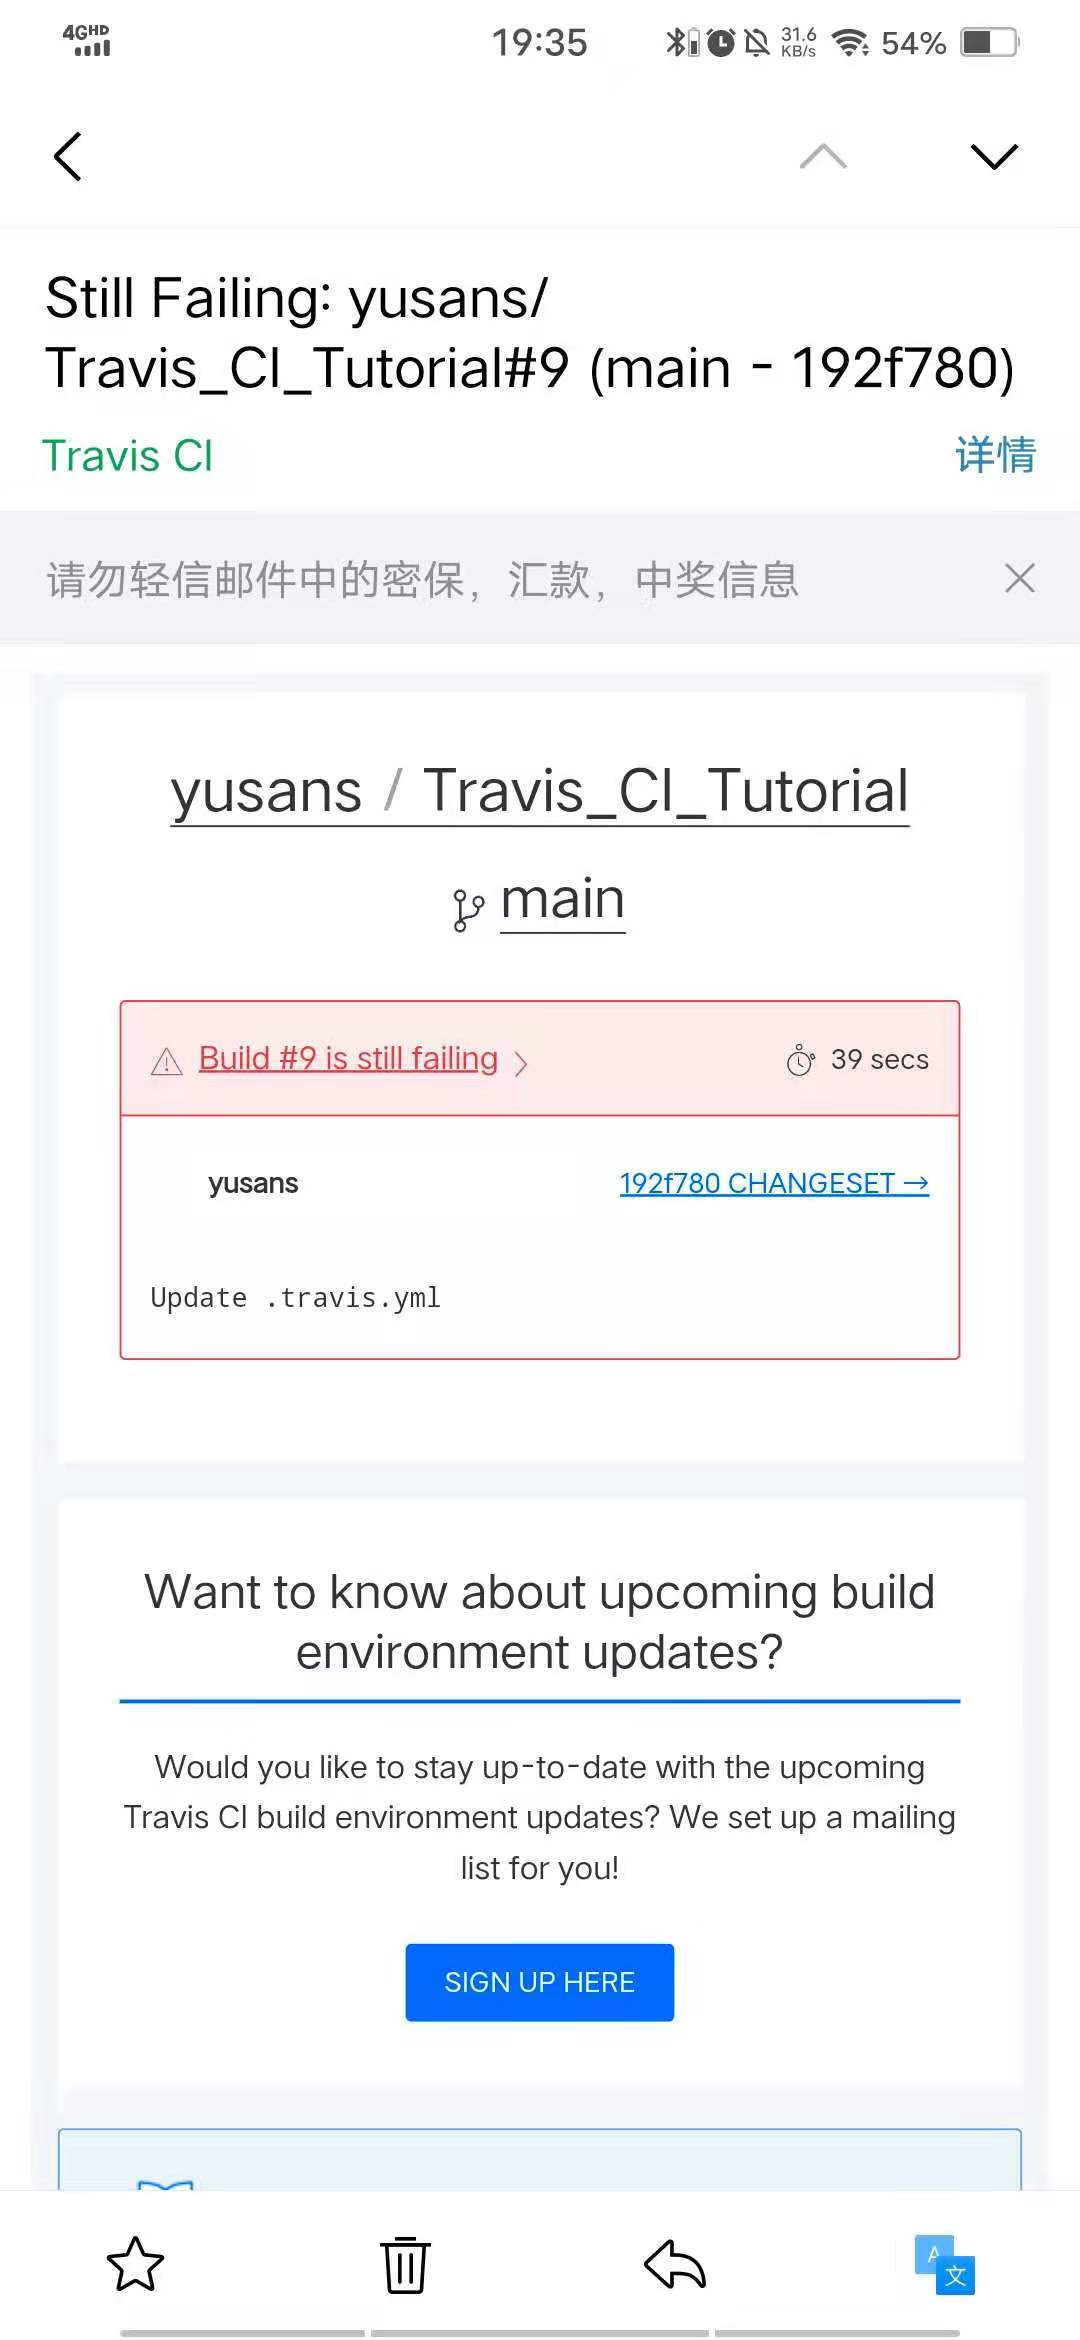 4GHD
19:35
31.6
KB/s
54%
Still Failing: yusans/
Travis_CI_Tutorial#9 (main - 192f780)
Travis CI
详情
请勿轻信邮件中的密保，汇款，中奖信息
yusans / Travis_CI_Tutorial
main
Build #9 is still failing
39 secs
yusans
192f780 CHANGESET →
Update .travis.yml
Want to know about upcoming build
environment updates?
Would you like to stay up-to-date with the upcoming
Travis CI build environment updates? We set up a mailing
list for you!
SIGN UP HERE
A
文